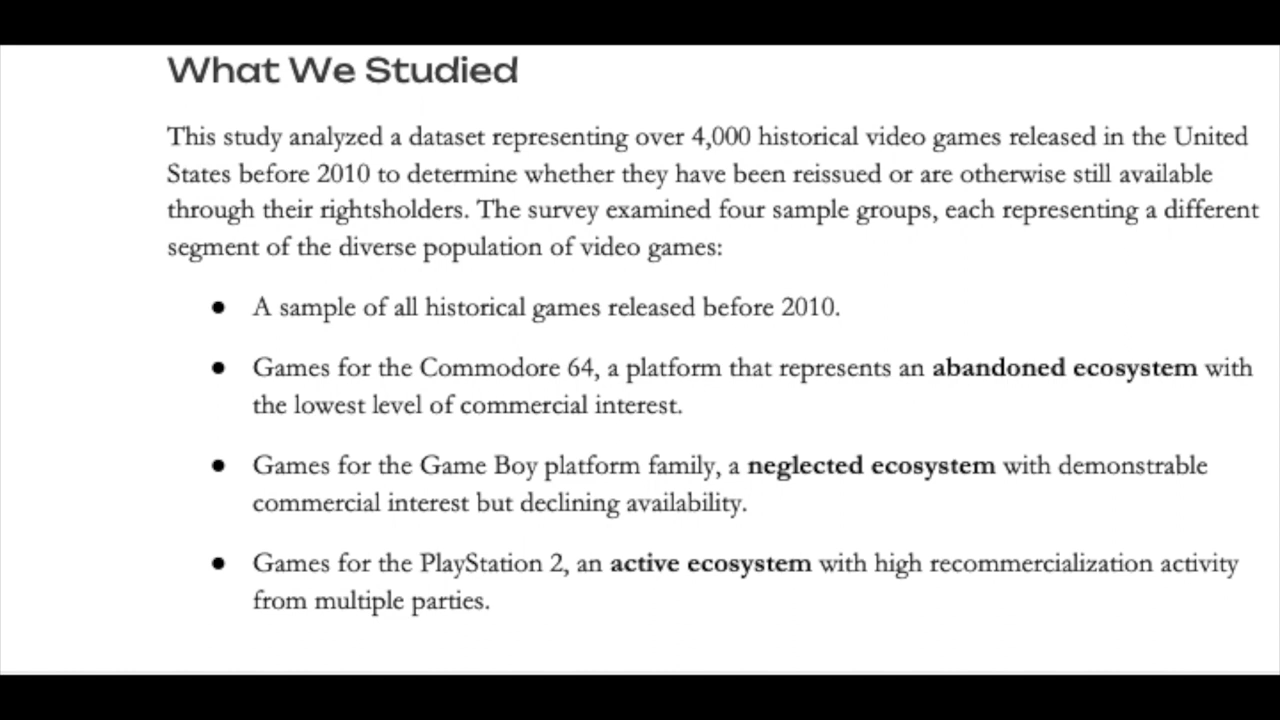 What We Studied
This study analyzed a dataset representing over 4,000 historical video games released in the United
States before 2010 to determine whether they have been reissued or are otherwise still available
through their rightsholders. The survey examined four sample groups, each representing a different
segment of the diverse population of video games:
● A sample of all historical games released before 2010.
● Games for the Commodore 64, a platform that represents an abandoned ecosystem with
the lowest level of commercial interest.
● Games for the Game Boy platform family, a neglected ecosystem with demonstrable
commercial interest but declining availability.
● Games for the PlayStation 2, an active ecosystem with high recommercialization activity
from multiple parties.